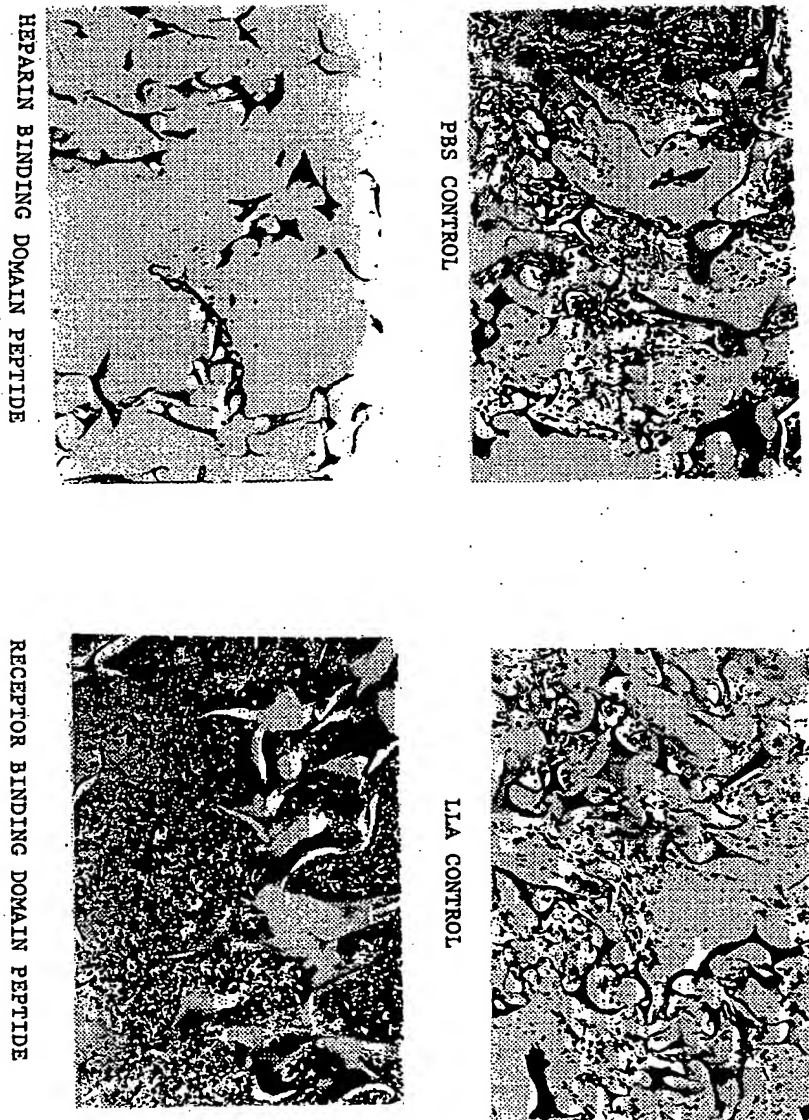 PBS CONTROL
LLA CONTROL
HEPARIN BINDING DOMAIN PEPTIDE
RECEPTOR BINDING DOMAIN PEPTIDE